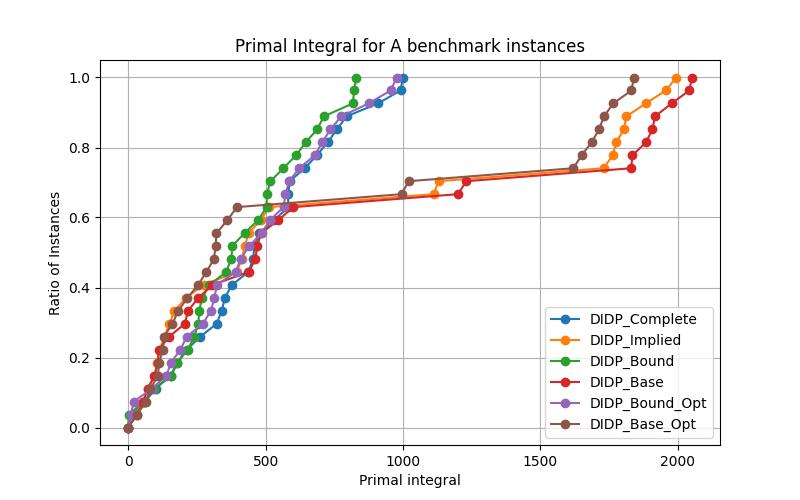 Primal Integral for A benchmark instances
1.0
0.8
0.6
0.4
0.2
0.0
Ratio of Instances
DIDP_Complete
DIDP_Implied
DIDP_Bound
DIDP_Base
DIDP_Bound_Opt
DIDP_Base_Opt
0 500 1000 1500 2000
Primal integral